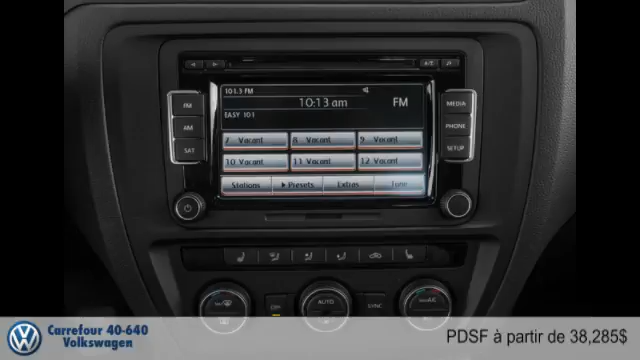 101.3 FM
10:13 am
FM
EASY 101
FM
AM
SAT
MEDIA
PHONE
SETUP
7 Vacant 8 Vacant 9 Vacant
10 Vacant 11 Vacant 12 Vacant
Stations Presets Extras Tune
AUTO
SYNC
Carrefour 40-640
Volkswagen
PDSF à partir de 38,285$